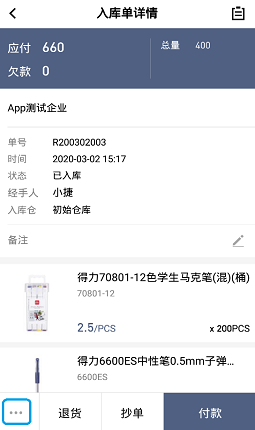 入库单详情
应付 660 总量 400
欠款 0
App测试企业
单号 R200302003
时间 2020-03-02 15:17
状态 已入库
经手人 小捷
入库仓 初始仓库
备注
得力70801-12色学生马克笔(混)(桶)
70801-12
2.5/PCS x 200PCS
得力6600ES中性笔0.5mm子弹...
6600ES
退货 抄单 付款